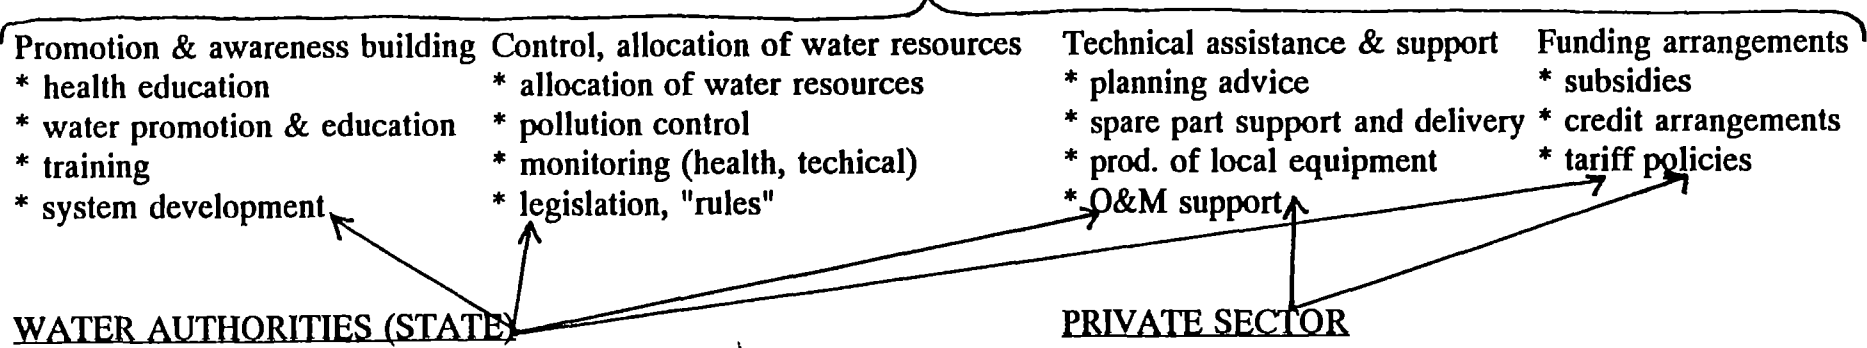 Promotion & awareness building
* health education
* water promotion & education
* training
* system development
Control, allocation of water resources
* allocation of water resources
* pollution control
* monitoring (health, techical)
* legislation, "rules"
Technical assistance & support
* planning advice
* spare part support and delivery
* prod. of local equipment
* O&M support
Funding arrangements
* subsidies
* credit arrangements
* tariff policies
WATER AUTHORITIES (STATE)
PRIVATE SECTOR